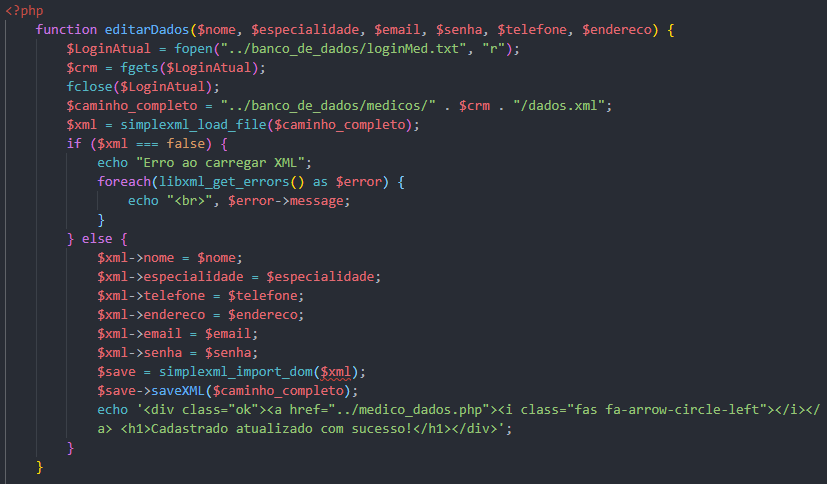 <?php
function editarDados($nome, $especialidade, $email, $senha, $telefone, $endereco) {
$LoginAtual = fopen("../banco_de_dados/loginMed.txt", "r");
$crm = fgets($LoginAtual);
fclose($LoginAtual);
$caminho_completo = "../banco_de_dados/medicos/" . $crm . "/dados.xml";
$xml = simplexml_load_file($caminho_completo);
if ($xml === false) {
echo "Erro ao carregar XML";
foreach(libxml_get_errors() as $error) {
echo "<br>", $error->message;
}
} else {
$xml->nome = $nome;
$xml->especialidade = $especialidade;
$xml->telefone = $telefone;
$xml->endereco = $endereco;
$xml->email = $email;
$xml->senha = $senha;
$save = simplexml_import_dom($xml);
$save->saveXML($caminho_completo);
echo '<div class="ok"><a href="../medico_dados.php"><i class="fas fa-arrow-circle-left"></i></
a> <h1>Cadastrado atualizado com sucesso!</h1></div>';
}
}